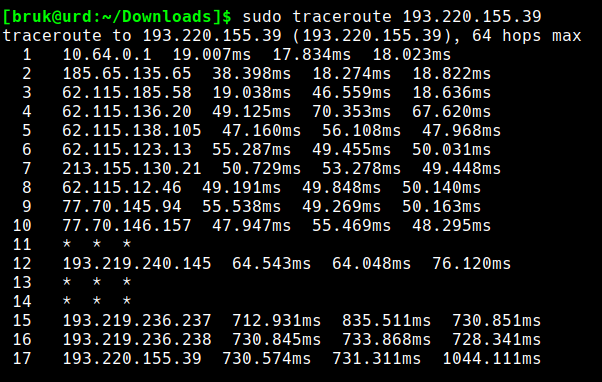 [bruk@urd:~/Downloads]$ sudo traceroute 193.220.155.39
traceroute to 193.220.155.39 (193.220.155.39), 64 hops max
1 10.64.0.1 19.007ms 17.834ms 18.023ms
2 185.65.135.65 38.398ms 18.274ms 18.822ms
3 62.115.185.58 19.038ms 46.559ms 18.636ms
4 62.115.136.20 49.125ms 70.353ms 67.620ms
5 62.115.138.105 47.160ms 56.108ms 47.968ms
6 62.115.123.13 55.287ms 49.455ms 50.031ms
7 213.155.130.21 50.729ms 53.278ms 49.448ms
8 62.115.12.46 49.191ms 49.848ms 50.140ms
9 77.70.145.94 55.538ms 49.269ms 50.163ms
10 77.70.146.157 47.947ms 55.469ms 48.295ms
11 * * *
12 193.219.240.145 64.543ms 64.048ms 76.120ms
13 * * *
14 * * *
15 193.219.236.237 712.931ms 835.511ms 730.851ms
16 193.219.236.238 730.845ms 733.868ms 728.341ms
17 193.220.155.39 730.574ms 731.311ms 1044.111ms